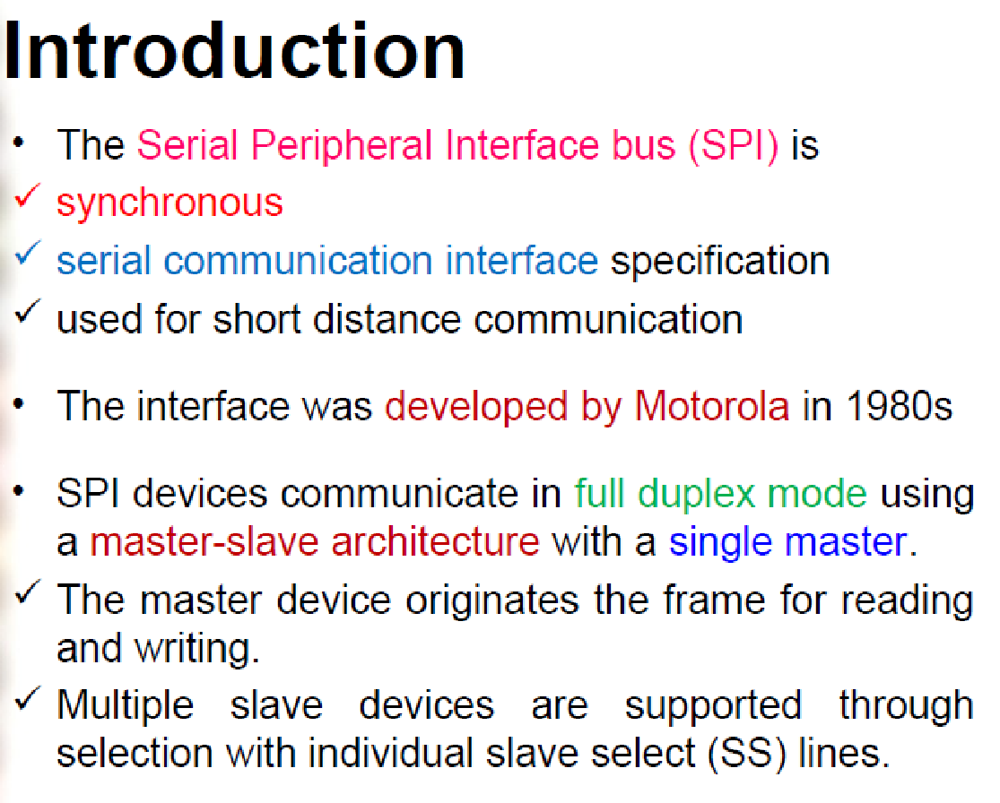 Introduction
• The Serial Peripheral Interface bus (SPI) is
✓ synchronous
✓ serial communication interface specification
✓ used for short distance communication
• The interface was developed by Motorola in 1980s
• SPI devices communicate in full duplex mode using
a master-slave architecture with a single master.
✓ The master device originates the frame for reading
and writing.
✓ Multiple slave devices are supported through
selection with individual slave select (SS) lines.